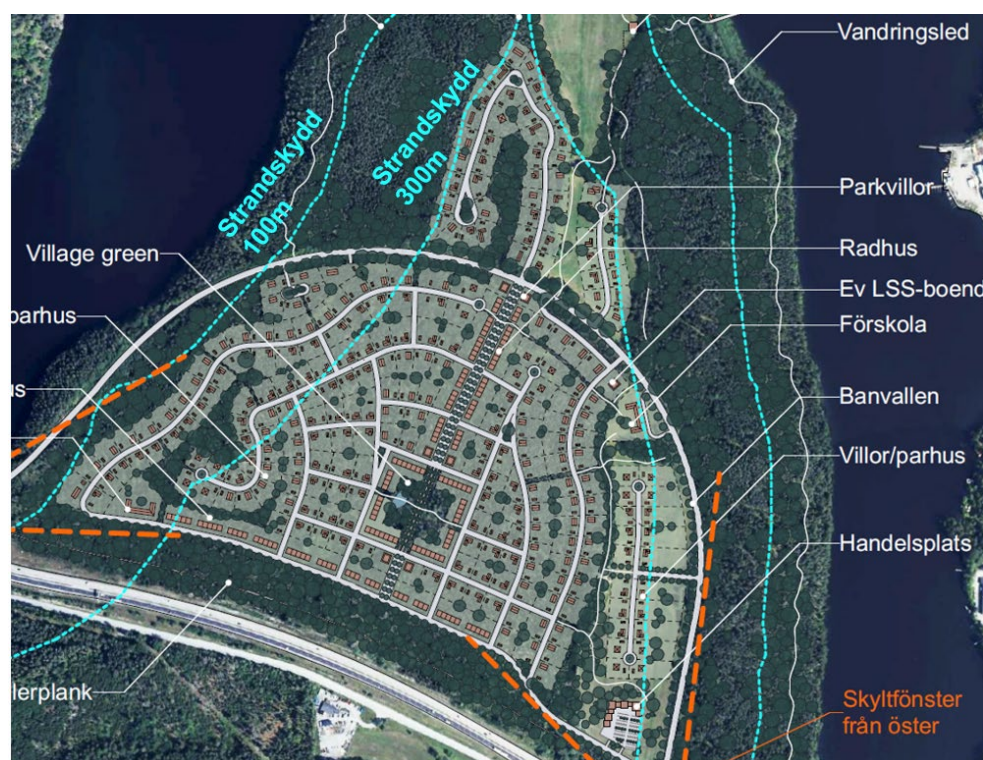 Vandringsled
Strandskydd
100m
Strandskydd
300m
Parkvillor
Village green
Radhus
Ev LSS-boend
parhus
Förskola
us
Banvallen
Villor/parhus
Handelsplats
lerplank
Skyltfönster
från öster